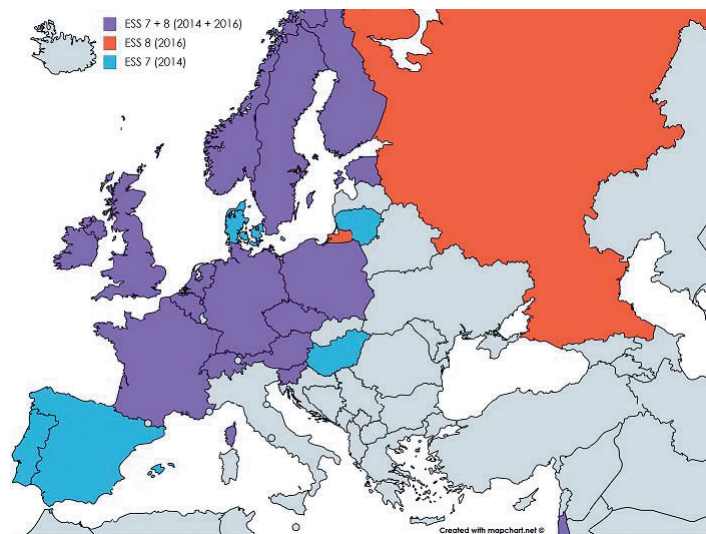 ESS 7 + 8 (2014 + 2016)
ESS 8 (2016)
ESS 7 (2014)
Created with mapchart.net ©